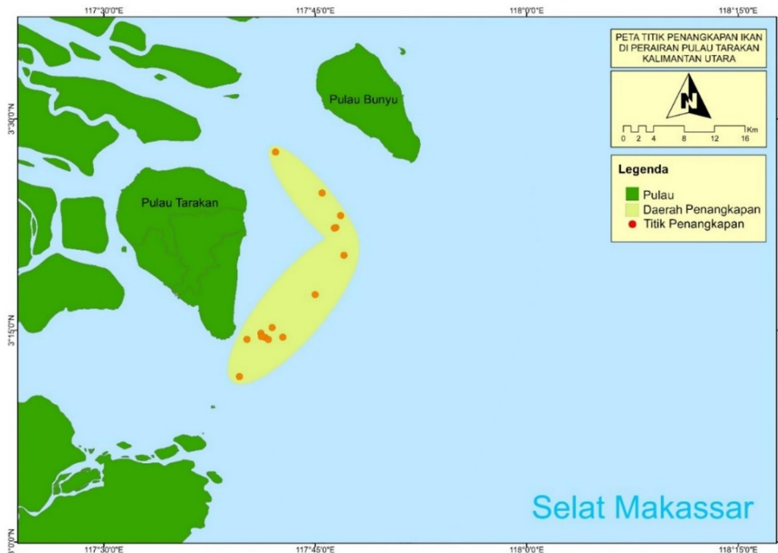 117°30'0"E 117°45'0"E 118°0'0"E 118°15'0"E
PETA TITIK PENANGKAPAN IKAN
DI PERAIRAN PULAU TARAKAN
KALIMANTAN UTARA
N
0 2 4 8 12 16 Km
Legenda
Pulau
Daerah Penangkapan
Titik Penangkapan
Pulau Bunyu
3°30'0"N
Pulau Tarakan
3°15'0"N
Selat Makassar
3°0'0"N
117°30'0"E 117°45'0"E 118°0'0"E 118°15'0"E